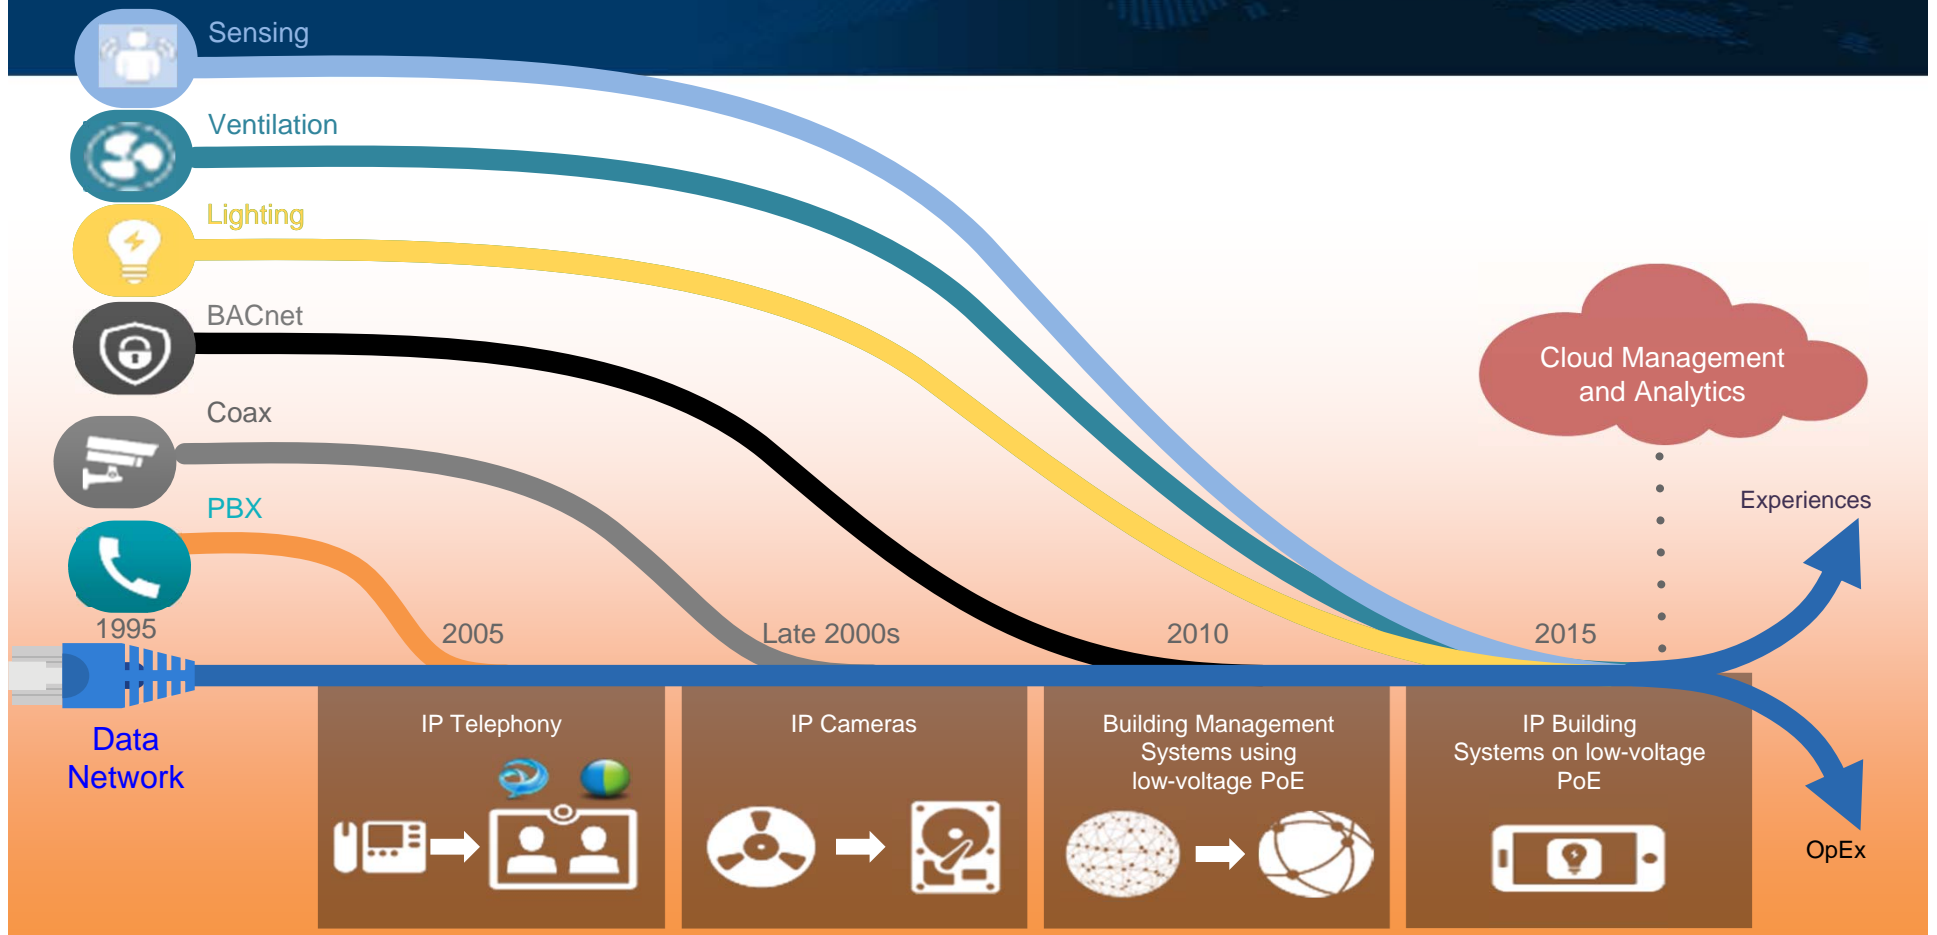 Sensing
Ventilation
Lighting
BACnet
Coax
PBX
Cloud Management
and Analytics
Experiences
1995
2005
Late 2000s
2010
2015
Data
Network
IP Telephony
IP Cameras
Building Management
Systems using
low-voltage PoE
IP Building
Systems on low-voltage
PoE
OpEx